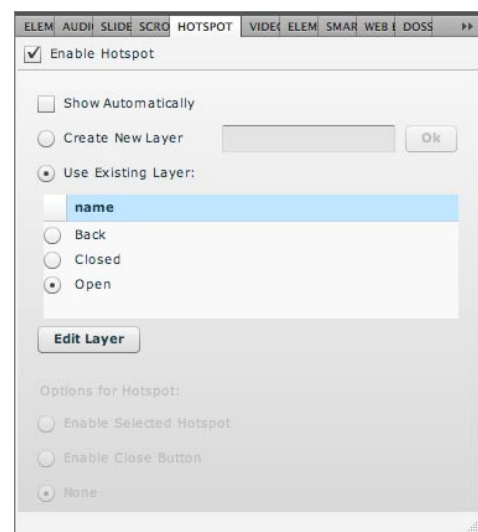 ELEM AUDI SLIDE SCRO HOTSPOT VIDE ELEM SMAR WEB E DOSS
Enable Hotspot
Show Automatically
Create New Layer Ok
Use Existing Layer:
name
Back
Closed
Open
Edit Layer
Options for Hotspot:
Enable Selected Hotspot
Enable Close Button
None